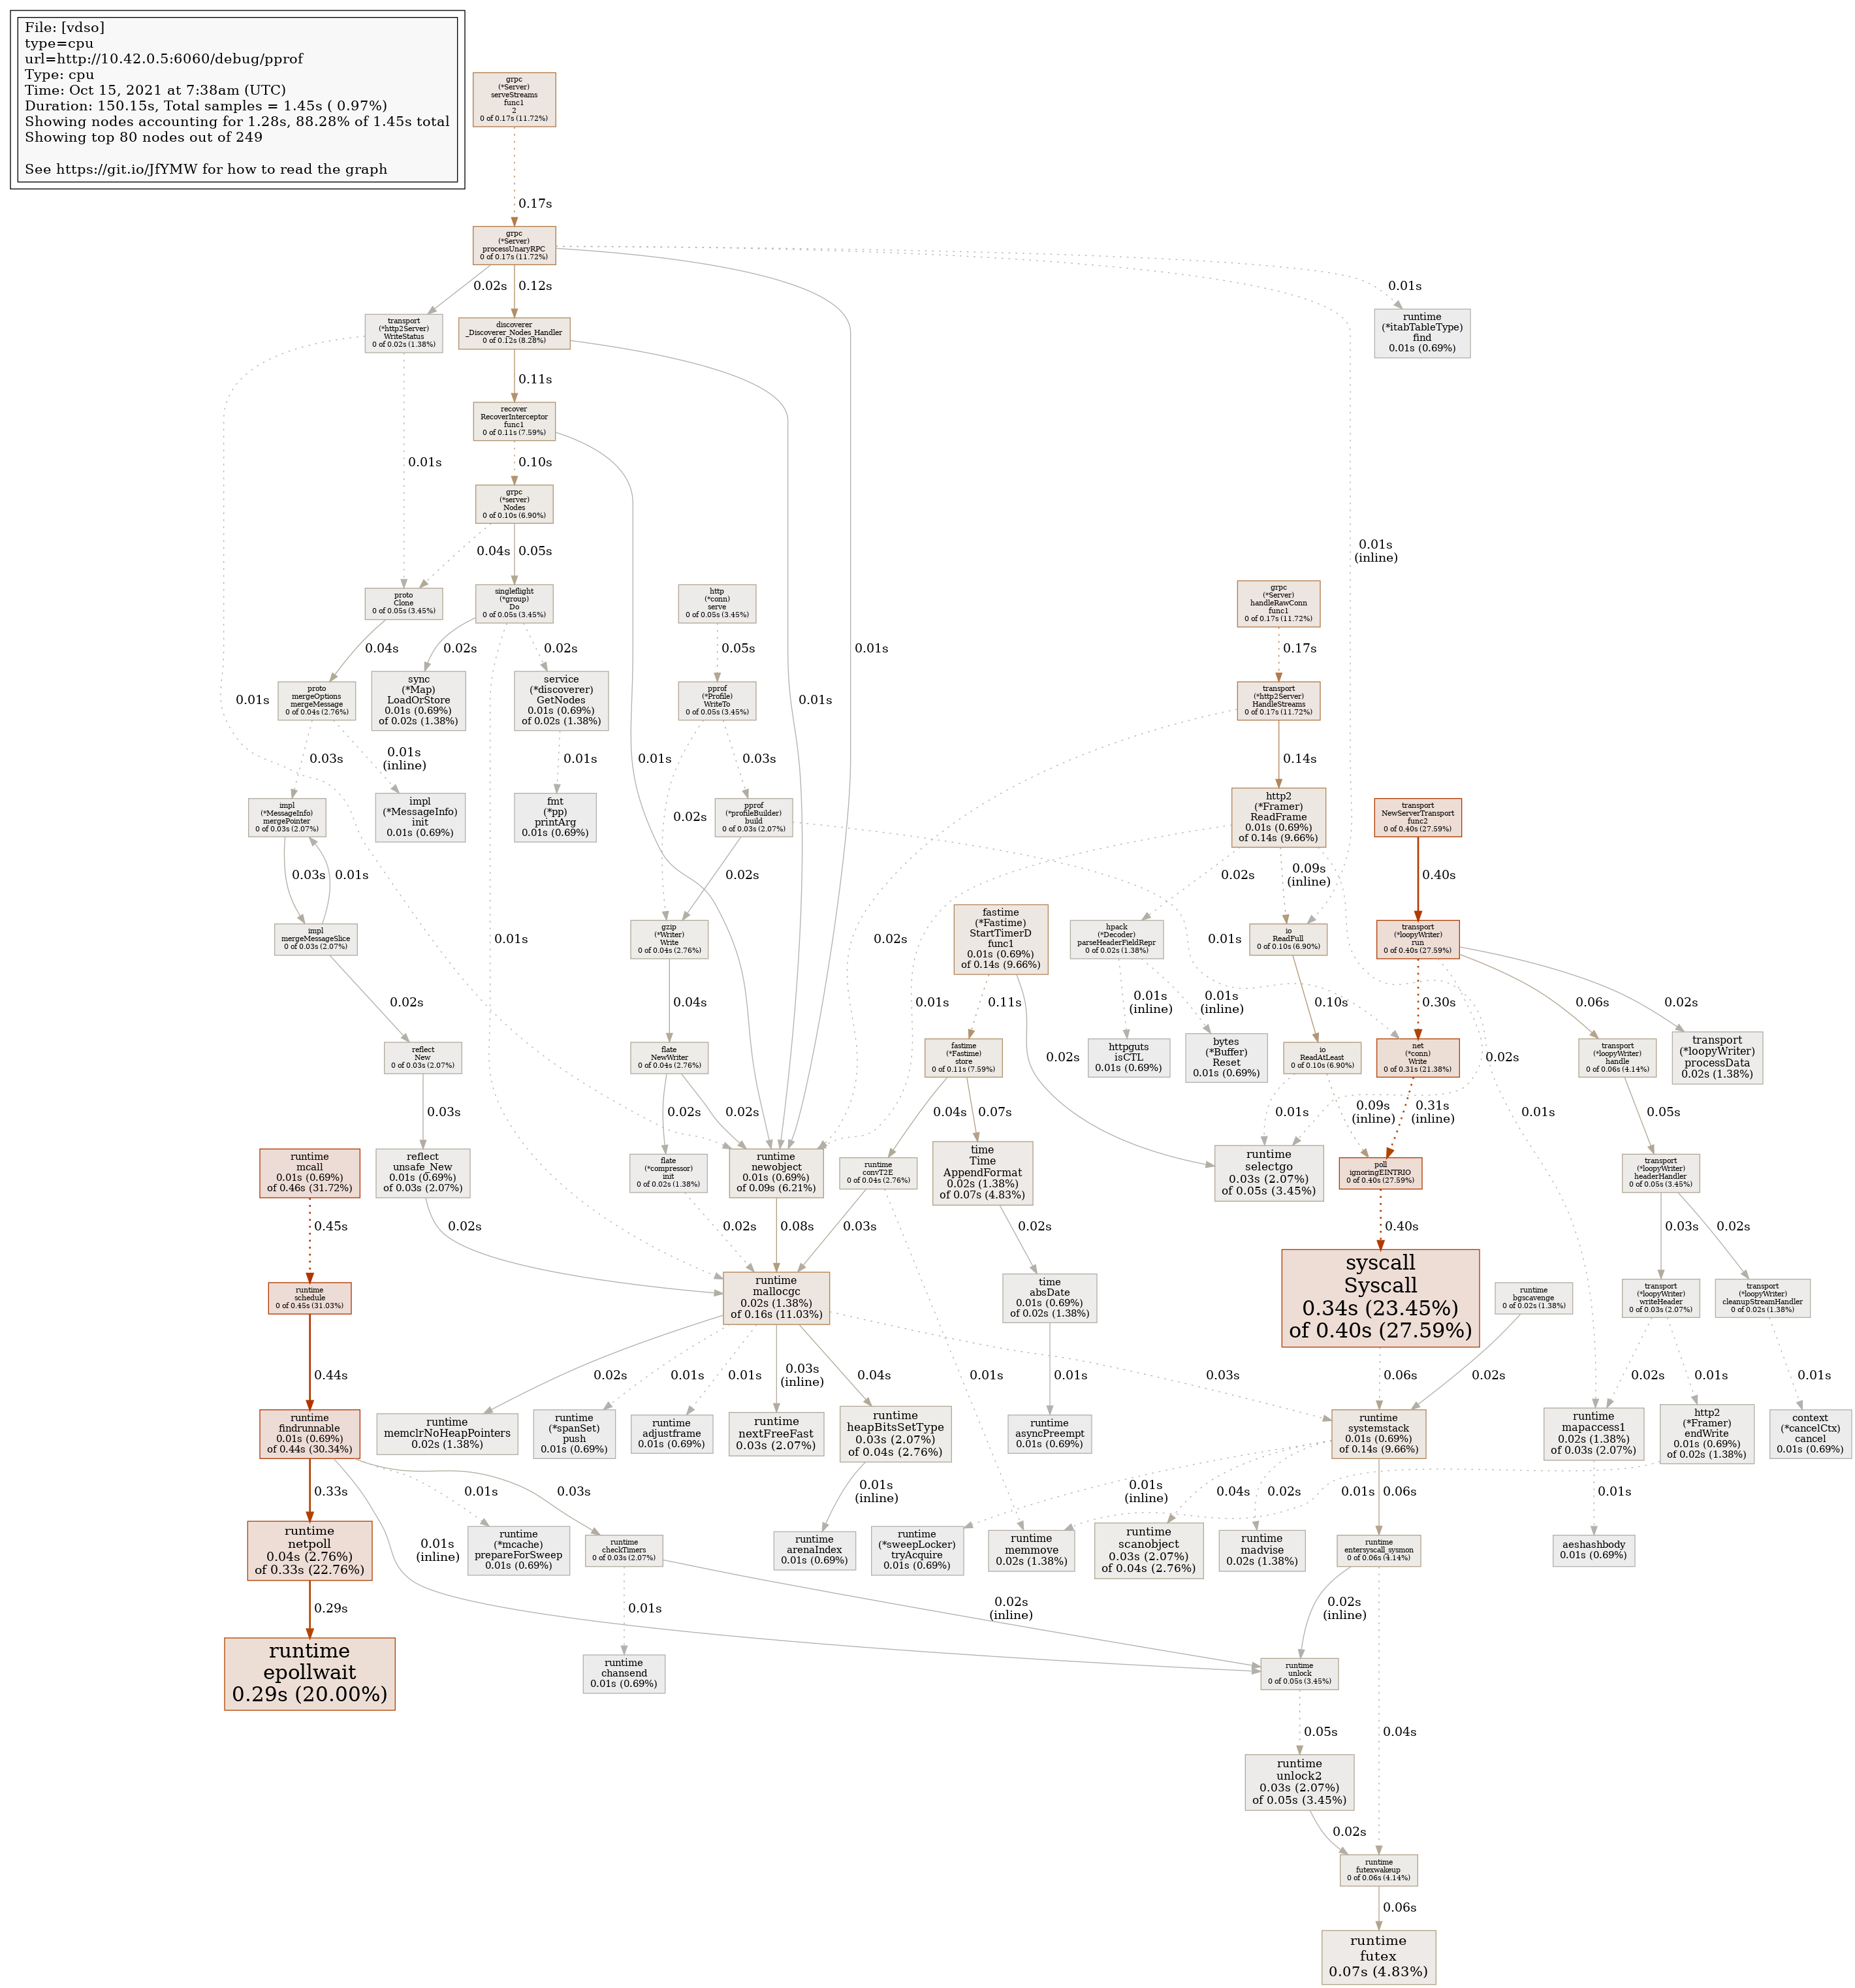 File: [vdso]
type=cpu
url=http://10.42.0.5:6060/debug/pprof
Type: cpu
Time: Oct 15, 2021 at 7:38am (UTC)
Duration: 150.15s, Total samples = 1.45s ( 0.97%)
Showing nodes accounting for 1.28s, 88.28% of 1.45s total
Showing top 80 nodes out of 249
See https://git.io/JfYMW for how to read the graph
grpc
(*Server)
serveStreams
func1
2
0 of 0.17s (11.72%)
0.17s
grpc
(*Server)
processUnaryRPC
0 of 0.17s (11.72%)
0.02s
0.12s
0.01s
transport
(*http2Server)
WriteStatus
0 of 0.02s (1.38%)
discoverer
_Discoverer_Nodes_Handler
0 of 0.12s (8.28%)
runtime
(*itabTableType)
find
0.01s (0.69%)
0.11s
recover
RecoverInterceptor
func1
0 of 0.11s (7.59%)
0.01s
0.10s
grpc
(*server)
Nodes
0 of 0.10s (6.90%)
0.04s
0.05s
0.01s
(inline)
proto
Clone
0 of 0.05s (3.45%)
singleflight
(*group)
Do
0 of 0.05s (3.45%)
http
(*conn)
serve
0 of 0.05s (3.45%)
grpc
(*Server)
handleRawConn
func1
0 of 0.17s (11.72%)
0.04s
0.02s
0.02s
0.05s
0.01s
0.17s
proto
mergeOptions
mergeMessage
0 of 0.04s (2.76%)
sync
(*Map)
LoadOrStore
0.01s (0.69%)
of 0.02s (1.38%)
service
(*discoverer)
GetNodes
0.01s (0.69%)
of 0.02s (1.38%)
pprof
(*Profile)
WriteTo
0 of 0.05s (3.45%)
transport
(*http2Server)
HandleStreams
0 of 0.17s (11.72%)
0.01s
0.01s
0.03s
0.01s
(inline)
0.01s
0.01s
0.03s
0.14s
impl
(*MessageInfo)
mergePointer
0 of 0.03s (2.07%)
impl
(*MessageInfo)
init
0.01s (0.69%)
fmt
(*pp)
printArg
0.01s (0.69%)
pprof
(*profileBuilder)
build
0 of 0.03s (2.07%)
http2
(*Framer)
ReadFrame
0.01s (0.69%)
of 0.14s (9.66%)
transport
NewServerTransport
func2
0 of 0.40s (27.59%)
0.02s
0.03s
0.01s
0.02s
0.02s
0.09s
(inline)
0.40s
impl
mergeMessageSlice
0 of 0.03s (2.07%)
gzip
(*Writer)
Write
0 of 0.04s (2.76%)
fastime
(*Fastime)
StartTimerD
func1
0.01s (0.69%)
of 0.14s (9.66%)
hpack
(*Decoder)
parseHeaderFieldRepr
0 of 0.02s (1.38%)
io
ReadFull
0 of 0.10s (6.90%)
transport
(*loopyWriter)
run
0 of 0.40s (27.59%)
0.01s
0.02s
0.01s
0.02s
0.04s
0.01s
0.11s
0.01s
(inline)
0.01s
(inline)
0.10s
0.30s
0.06s
0.02s
reflect
New
0 of 0.03s (2.07%)
flate
NewWriter
0 of 0.04s (2.76%)
fastime
(*Fastime)
store
0 of 0.11s (7.59%)
httpguts
isCTL
0.01s (0.69%)
bytes
(*Buffer)
Reset
0.01s (0.69%)
io
ReadAtLeast
0 of 0.10s (6.90%)
net
(*conn)
Write
0 of 0.31s (21.38%)
transport
(*loopyWriter)
handle
0 of 0.06s (4.14%)
transport
(*loopyWriter)
processData
0.02s (1.38%)
0.02s
0.02s
0.03s
0.02s
0.02s
0.04s
0.07s
0.01s
0.09s
(inline)
0.31s
(inline)
0.01s
0.05s
runtime
mcall
0.01s (0.69%)
of 0.46s (31.72%)
reflect
unsafe_New
0.01s (0.69%)
of 0.03s (2.07%)
flate
(*compressor)
init
0 of 0.02s (1.38%)
runtime
newobject
0.01s (0.69%)
of 0.09s (6.21%)
runtime
convT2E
0 of 0.04s (2.76%)
time
Time
AppendFormat
0.02s (1.38%)
of 0.07s (4.83%)
runtime
selectgo
0.03s (2.07%)
of 0.05s (3.45%)
poll
ignoringEINTRIO
0 of 0.40s (27.59%)
transport
(*loopyWriter)
headerHandler
0 of 0.05s (3.45%)
0.45s
0.02s
0.02s
0.08s
0.03s
0.02s
0.40s
0.03s
0.02s
runtime
schedule
0 of 0.45s (31.03%)
runtime
mallocgc
0.02s (1.38%)
of 0.16s (11.03%)
time
absDate
0.01s (0.69%)
of 0.02s (1.38%)
syscall
Syscall
0.34s (23.45%)
of 0.40s (27.59%)
runtime
bgscavenge
0 of 0.02s (1.38%)
transport
(*loopyWriter)
writeHeader
0 of 0.03s (2.07%)
transport
(*loopyWriter)
cleanupStreamHandler
0 of 0.02s (1.38%)
0.44s
0.02s
0.01s
0.01s
0.03s
(inline)
0.04s
0.01s
0.01s
0.03s
0.06s
0.02s
0.02s
0.01s
0.01s
runtime
findrunnable
0.01s (0.69%)
of 0.44s (30.34%)
runtime
memclrNoHeapPointers
0.02s (1.38%)
runtime
(*spanSet)
push
0.01s (0.69%)
runtime
adjustframe
0.01s (0.69%)
runtime
nextFreeFast
0.03s (2.07%)
runtime
heapBitsSetType
0.03s (2.07%)
of 0.04s (2.76%)
runtime
asyncPreempt
0.01s (0.69%)
runtime
systemstack
0.01s (0.69%)
of 0.14s (9.66%)
runtime
mapaccess1
0.02s (1.38%)
of 0.03s (2.07%)
http2
(*Framer)
endWrite
0.01s (0.69%)
of 0.02s (1.38%)
context
(*cancelCtx)
cancel
0.01s (0.69%)
0.33s
0.01s
0.03s
0.01s
(inline)
0.01s
(inline)
0.04s
0.02s
0.01s
0.06s
0.01s
runtime
netpoll
0.04s (2.76%)
of 0.33s (22.76%)
0.01s
(inline)
runtime
(*mcache)
prepareForSweep
0.01s (0.69%)
runtime
checkTimers
0 of 0.03s (2.07%)
runtime
arenaIndex
0.01s (0.69%)
runtime
(*sweepLocker)
tryAcquire
0.01s (0.69%)
runtime
memmove
0.02s (1.38%)
runtime
scanobject
0.03s (2.07%)
of 0.04s (2.76%)
runtime
madvise
0.02s (1.38%)
runtime
entersyscall_sysmon
0 of 0.06s (4.14%)
aeshashbody
0.01s (0.69%)
0.29s
0.01s
0.02s
(inline)
0.02s
(inline)
runtime
epollwait
0.29s (20.00%)
runtime
chansend
0.01s (0.69%)
runtime
unlock
0 of 0.05s (3.45%)
0.05s
0.04s
runtime
unlock2
0.03s (2.07%)
of 0.05s (3.45%)
0.02s
runtime
futexwakeup
0 of 0.06s (4.14%)
0.06s
runtime
futex
0.07s (4.83%)